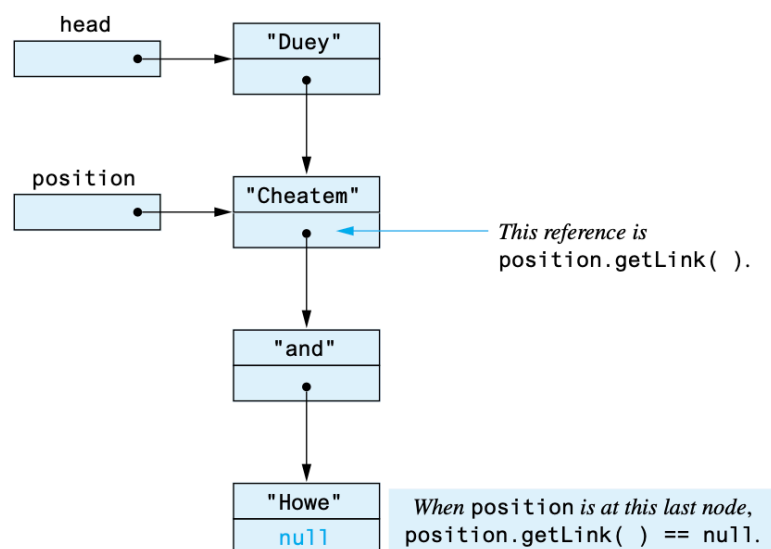 head
"Duey"
position
"Cheatem"
This reference is
position.getLink( ).
"and"
"Howe"
null
When position is at this last node,
position.getLink( ) == null.